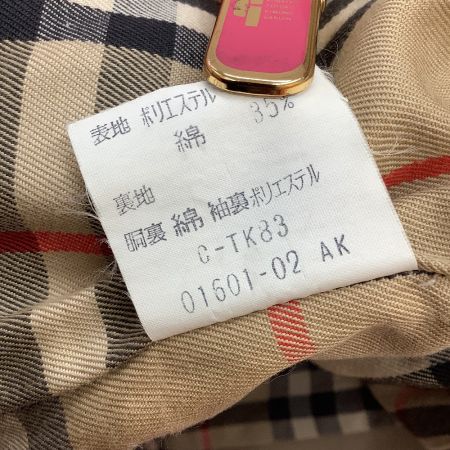 表地 ポリエステル 35%
綿
裏地
胴裏 綿 袖裏ポリエステル
C-TK83
01601-02 AK